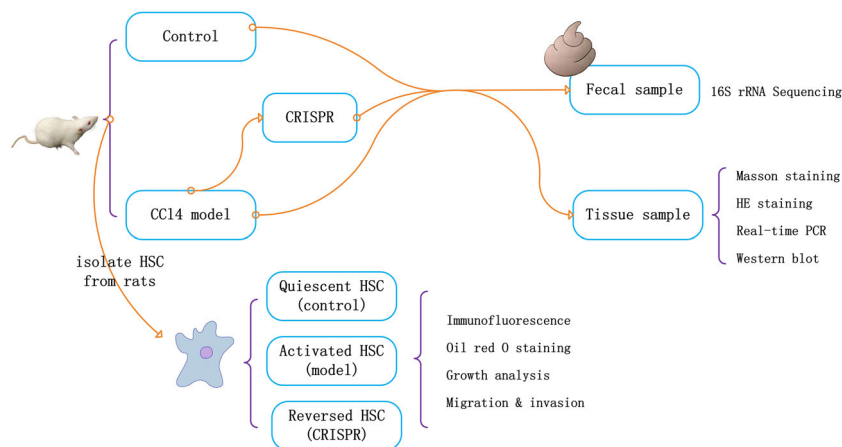 Control
CRISPR
CCl4 model
Fecal sample
16S rRNA Sequencing
Tissue sample
Masson staining
HE staining
Real-time PCR
Western blot
isolate HSC
from rats
Quiescent HSC
(control)
Activated HSC
(model)
Reversed HSC
(CRISPR)
Immunofluorescence
Oil red O staining
Growth analysis
Migration & invasion